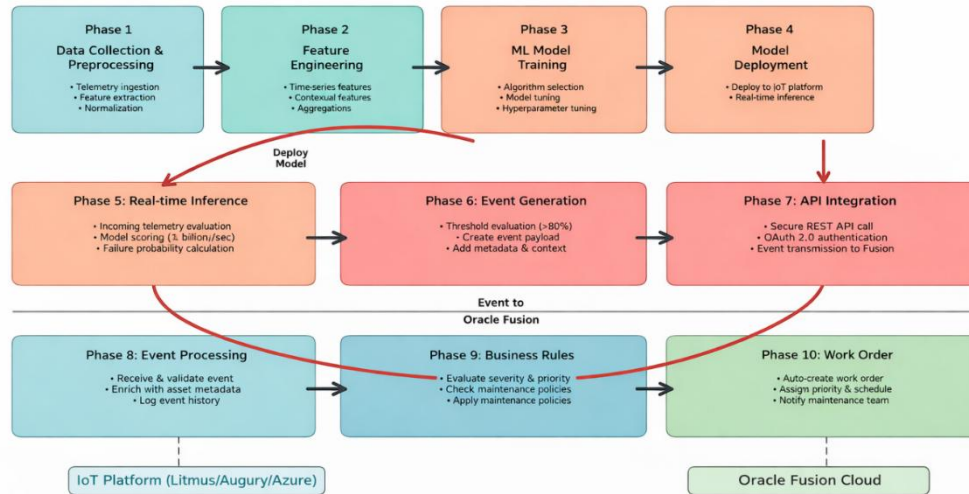 Phase 1
Data Collection &
Preprocessing
• Telemetry ingestion
• Feature extraction
• Normalization
Phase 2
Feature
Engineering
• Time-series features
• Contexual features
• Aggregations
Phase 3
ML Model
Training
• Algorithm selection
• Model tuning
• Hyperparameter tuning
Phase 4
Model
Deployment
• Deploy to IoT platform
• Real-time inference
Deploy
Model
Phase 5: Real-time Inference
• Incoming telemetry evaluation
• Model scoring
• Failure probability calculation
Phase 6: Event Generation
• Threshold evaluation (>80%)
• Create event payload
• Add metadata & context
Phase 7: API Integration
• Secure REST API call
• OAuth 2.0 authentication
• Event transmission to Fusion
Event to
Oracle Fusion
Phase 8: Event Processing
• Receive & validate event
• Enrich with asset metadata
• Log event history
Phase 9: Business Rules
• Evaluate severity & priority
• Check maintenance policies
• Apply maintenance policies
Phase 10: Work Order
• Auto-create work order
• Assign priority & schedule
• Notify maintenance team
IoT Platform (Litmus/Augury/Azure)
Oracle Fusion Cloud